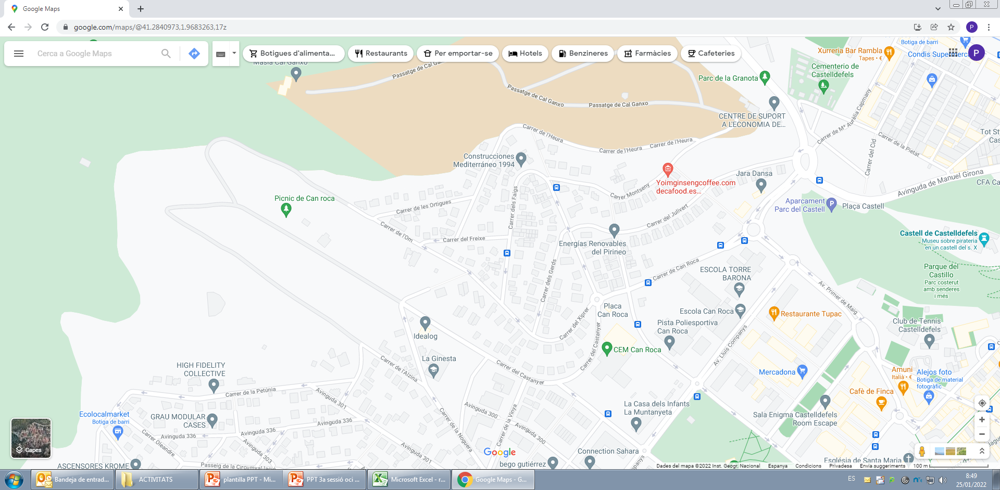 Google Maps
google.com/maps/@41.2840973,1.9683263,17z
P
Cerca a Google Maps
Botigues d'alimenta...
Restaurants
Per emportar-se
Hotels
Benzineres
Farmàcies
Cafeteries
P
Botiga de barri
Condis Supermerc
Xurreria Bar Rambla
Tapes • €
Cementerio de
Castelldefels
Masia Cal Ganxo
Passatge de Cal Ganxo
Passatge de Cal Ganxo
Passatge de Cal Ganxo
Parc de la Granota
CENTRE DE SUPORT
A L'ECONOMIA DE...
Carrer de Mª Aurèlia Capmany
Carrer de la Pietat
Carrer del Cid
Tot St
Cas
Carrer de l'Heura
Carrer de l'Heura
Carrer de l'Heura
Construcciones
Mediterráneo 1994
Yoimginsengcoffee.com
decafood.es...
Jara Dansa
Avinguda de Manuel Girona
CFA Ca
Picnic de Can roca
Carrer de les Ortigues
Carrer dels Faigs
Carrer Montseny
Carrer del Julivert
Aparcament
Parc del Castell
P
Plaça Castell
Carrer de l'Om
Carrer del Freixe
Energías Renovables
del Pirineo
Castell de Castelldefels
Museu sobre pirateria
en un castell del s. X
Carrer dels Gerds
Carrer de Can Roca
ESCOLA TORRE
BARONA
Parque del
Castillo
Parc costerut
amb senderes
i més
Av. Primer de Maig
Placa
Can Roca
Escola Can Roca
Restaurante Tupac
Idealog
Carrer del Xiprer
Pista Poliesportiva
Can Roca
Club de Tennis
Castelldefels
CEM Can Roca
Av. Lluís Companys
La Ginesta
Carrer de l'Alzina
Carrer del Castanyer
Carrer del Castanyer
HIGH FIDELITY
COLLECTIVE
Mercadona
Amuni
Italià • €
Alejos foto
Botiga de material
fotogràfic
Cafè de Finca
Carrer de la Petúnia
Avinguda 301
Avinguda 300
La Casa dels Infants
La Muntanyeta
Ecolocalmarket
Botiga de barri
GRAU MODULAR
CASES
Avinguda 336
Avinguda 336
Carrer de la Noguera
Carrer de la Vinya
Avinguda 300
Sala Enigma Castelldefels
Room Escape
Carrer Oleandre
Avinguda 303
Avinguda 301
Capes
Google
Connection Sahara
ASCENSORES KROME
Passeig de la Circumval·lació
bego gutiérrez
Església de Santa Maria
Dades del mapa ©2022 Inst. Geogr. Nacional
Espanya
Condicions
Privadesa
Envia suggeriments
100 m
Bandeja de entrad...
ACTIVITATS
plantilla PPT - Mi...
PPT 3a sessió oci ...
Microsoft Excel - r...
Google Maps - G...
ES
8:49
25/01/2022